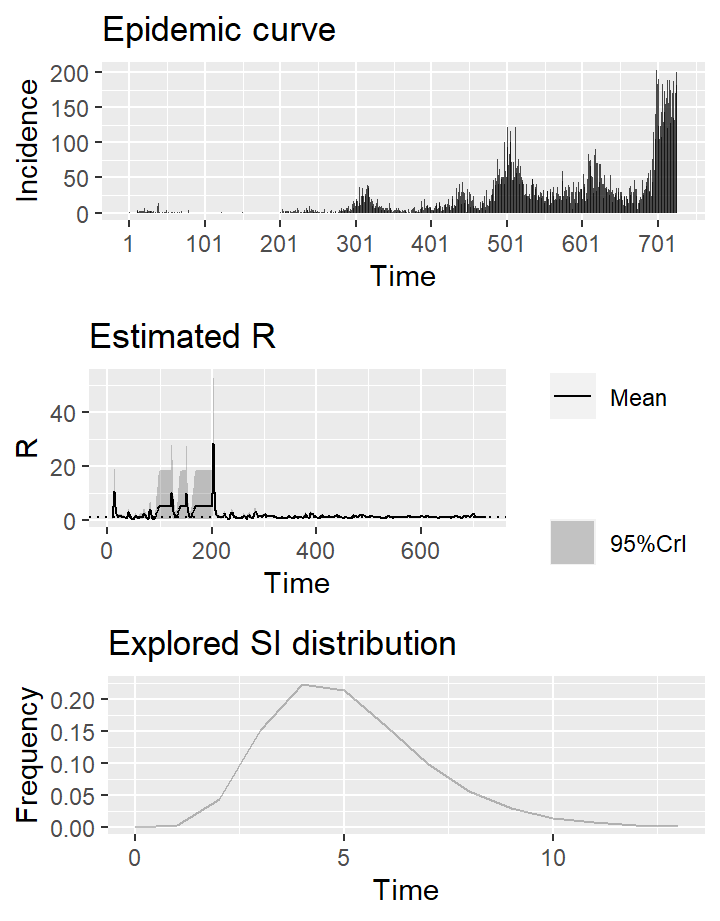 Epidemic curve
200
150
100
50
0
Incidence
1 101 201 301 401 501 601 701
Time
Estimated R
40
20
0
R
0 200 400 600
Time
Mean
95%CrI
Explored SI distribution
0.20
0.15
0.10
0.05
0.00
Frequency
0 5 10
Time